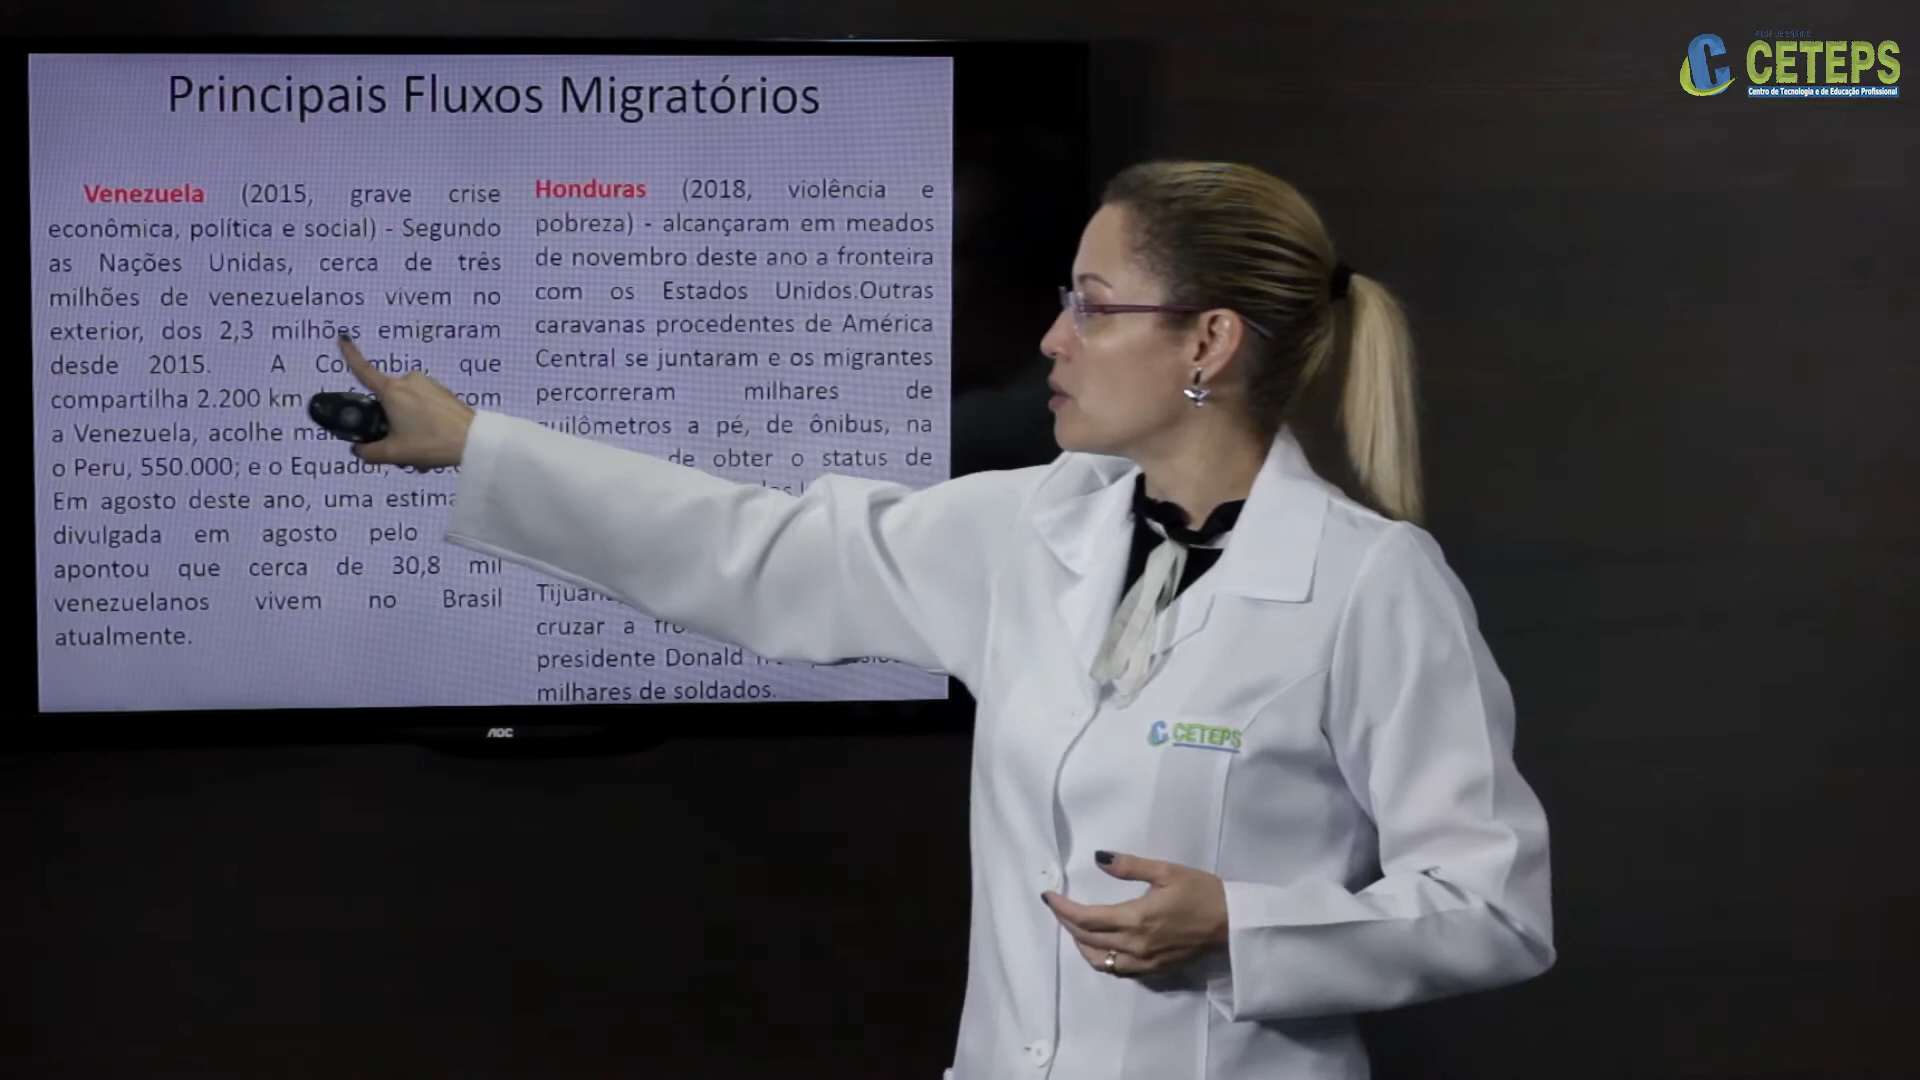 Principais Fluxos Migratórios
Venezuela (2015, grave crise
econômica, política e social) - Segundo
as Nações Unidas, cerca de três
milhões de venezuelanos vivem no
exterior, dos 2,3 milhões emigraram
desde 2015. A Colombia, que
compartilha 2.200 km com
a Venezuela, acolhe
o Peru, 550.000; e o Equador,
Em agosto deste ano, uma
divulgada em agosto pelo
apontou que cerca de 30,8 mil
venezuelanos vivem no Brasil
atualmente.
Honduras (2018, violência e
pobreza) - alcançaram em meados
de novembro deste ano a fronteira
com os Estados Unidos.Outras
caravanas procedentes de América
Central se juntaram e os migrantes
percorreram milhares de
quilômetros a pé, de ônibus, na
de obter o status de
cruzar a
presidente Donald
milhares de soldados.
AOC
CETEPS
Centro de Tecnologia e de Educação Profissional
CETEPS